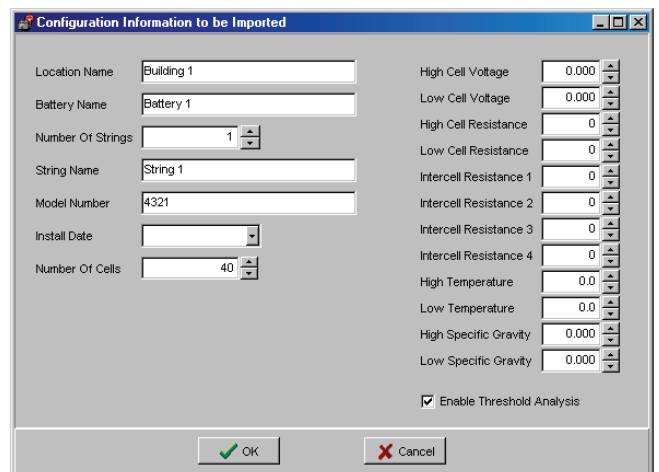 Configuration Information to be Imported
Location Name Building 1
Battery Name Battery 1
Number Of Strings 1
String Name String 1
Model Number 4321
Install Date
Number Of Cells 40
High Cell Voltage 0.000
Low Cell Voltage 0.000
High Cell Resistance 0
Low Cell Resistance 0
Intercell Resistance 1 0
Intercell Resistance 2 0
Intercell Resistance 3 0
Intercell Resistance 4 0
High Temperature 0.0
Low Temperature 0.0
High Specific Gravity 0.000
Low Specific Gravity 0.000
Enable Threshold Analysis
OK Cancel